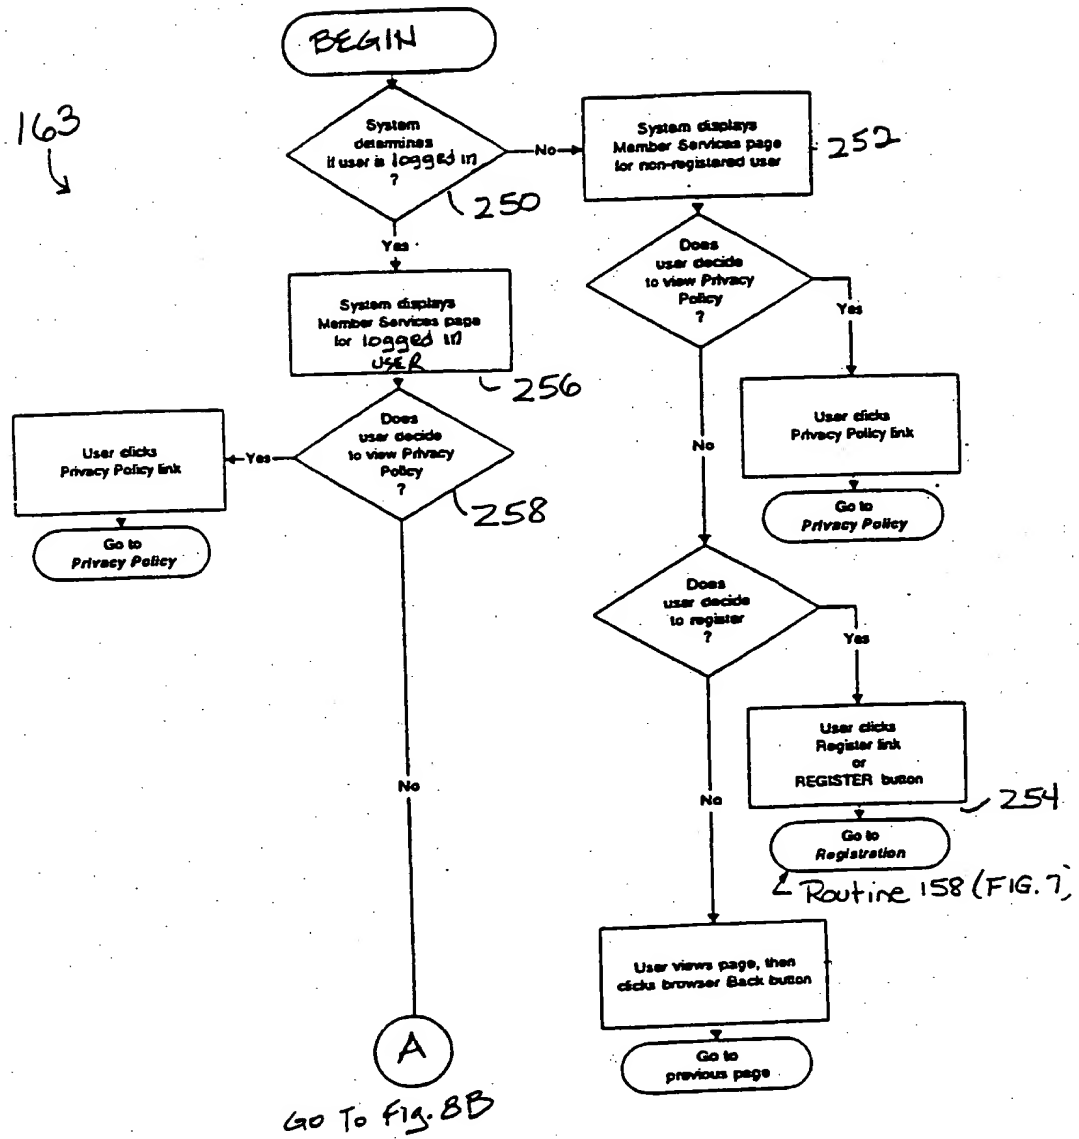 BEGIN
163
System
determines
if user is logged in
?
250
No
System displays
Member Services page
for non-registered user
252
Yes
System displays
Member Services page
for logged in
USER
256
Does
user decide
to view Privacy
Policy
?
258
Yes
User clicks
Privacy Policy link
Go to
Privacy Policy
No
A
Go To Fig. 8B
Does
user decide
to view Privacy
Policy
?
Yes
User clicks
Privacy Policy link
Go to
Privacy Policy
No
Does
user decide
to register
?
Yes
User clicks
Register link
or
REGISTER button
254
Go to
Registration
Routine 158 (FIG. 7)
No
User views page, then
clicks browser Back button
Go to
previous page